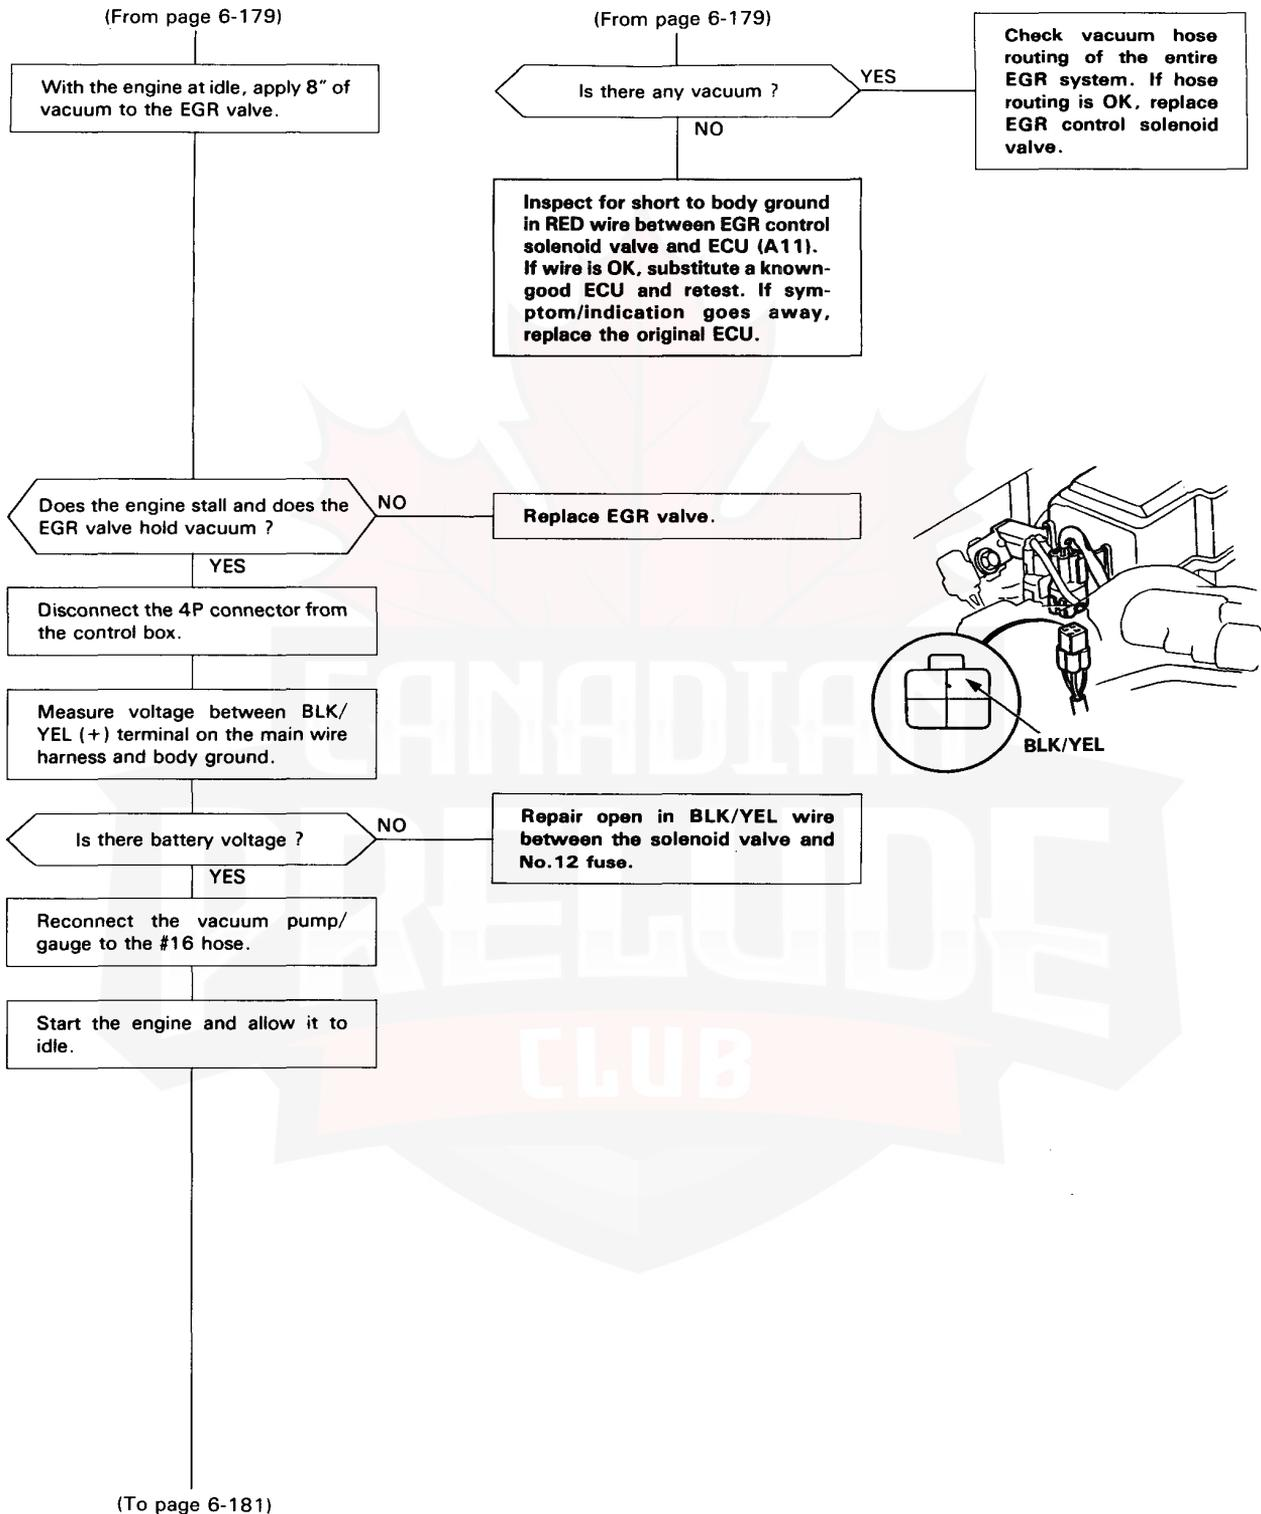 (From page 6-179)
With the engine at idle, apply 8" of
vacuum to the EGR valve.
Does the engine stall and does the
EGR valve hold vacuum ?
NO
Replace EGR valve.
YES
Disconnect the 4P connector from
the control box.
Measure voltage between BLK/
YEL (+) terminal on the main wire
harness and body ground.
Is there battery voltage ?
NO
Repair open in BLK/YEL wire
between the solenoid valve and
No.12 fuse.
YES
Reconnect the vacuum pump/
gauge to the #16 hose.
Start the engine and allow it to
idle.
(To page 6-181)
(From page 6-179)
Is there any vacuum ?
YES
Check vacuum hose
routing of the entire
EGR system. If hose
routing is OK, replace
EGR control solenoid
valve.
NO
Inspect for short to body ground
in RED wire between EGR control
solenoid valve and ECU (A11).
If wire is OK, substitute a known-
good ECU and retest. If sym-
ptom/indication goes away,
replace the original ECU.
BLK/YEL
CANADIAN
PRELUDE
CLUB